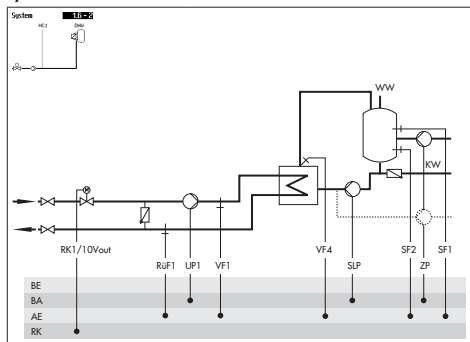 System 1.6 - 2
HC1 DHW
WW
KW
RK1/10Vout RüF1 UP1 VF1 VF4 SLP SF2 ZP SF1
BE
BA
AE
RK